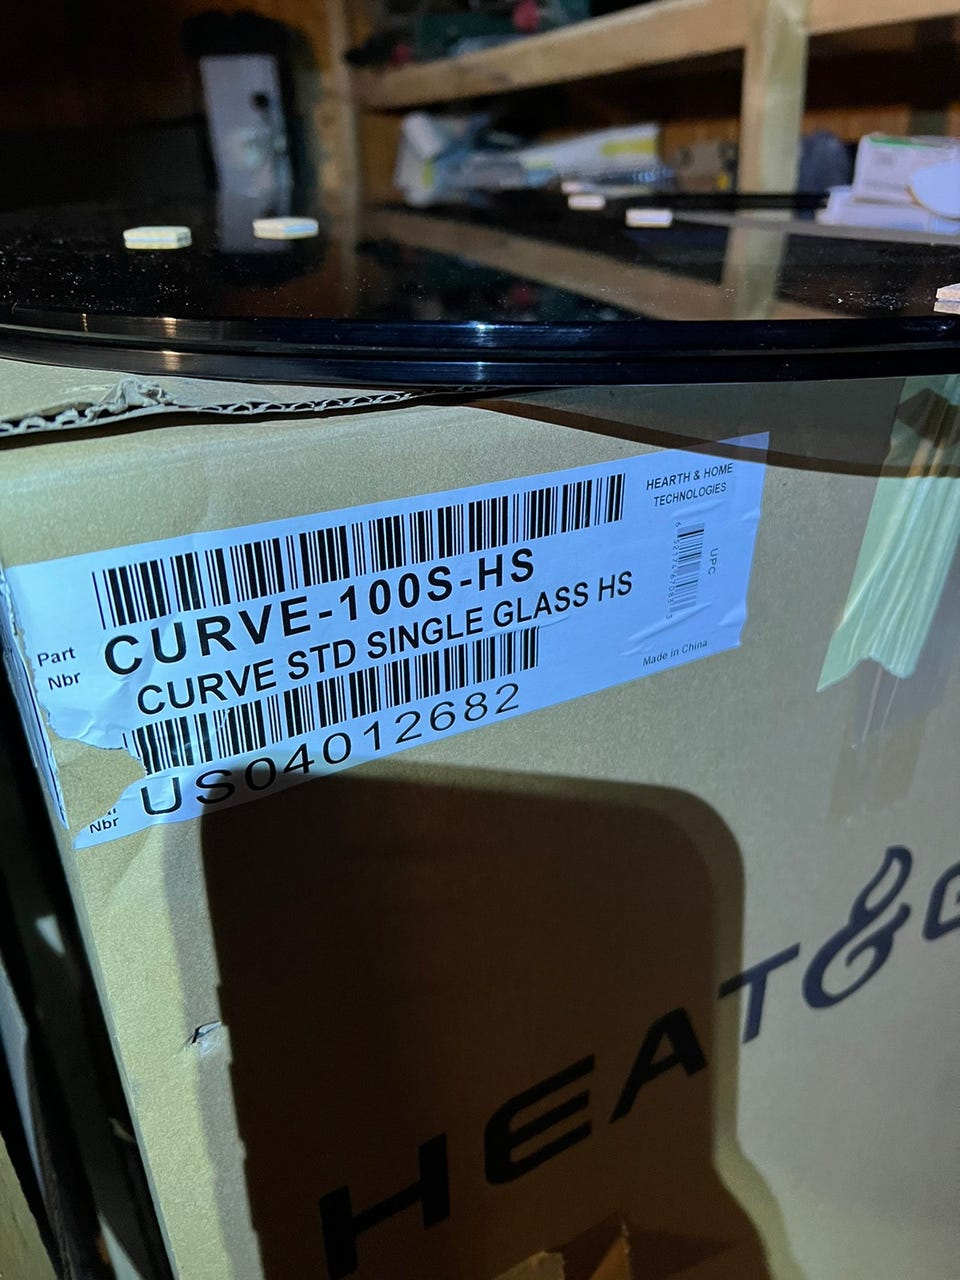 HEARTH & HOME
TECHNOLOGIES
CURVE-100S-HS
Part
Nbr
CURVE STD SINGLE GLASS HS
UPC
Made in China
US04012682
Nbr
HEAT&